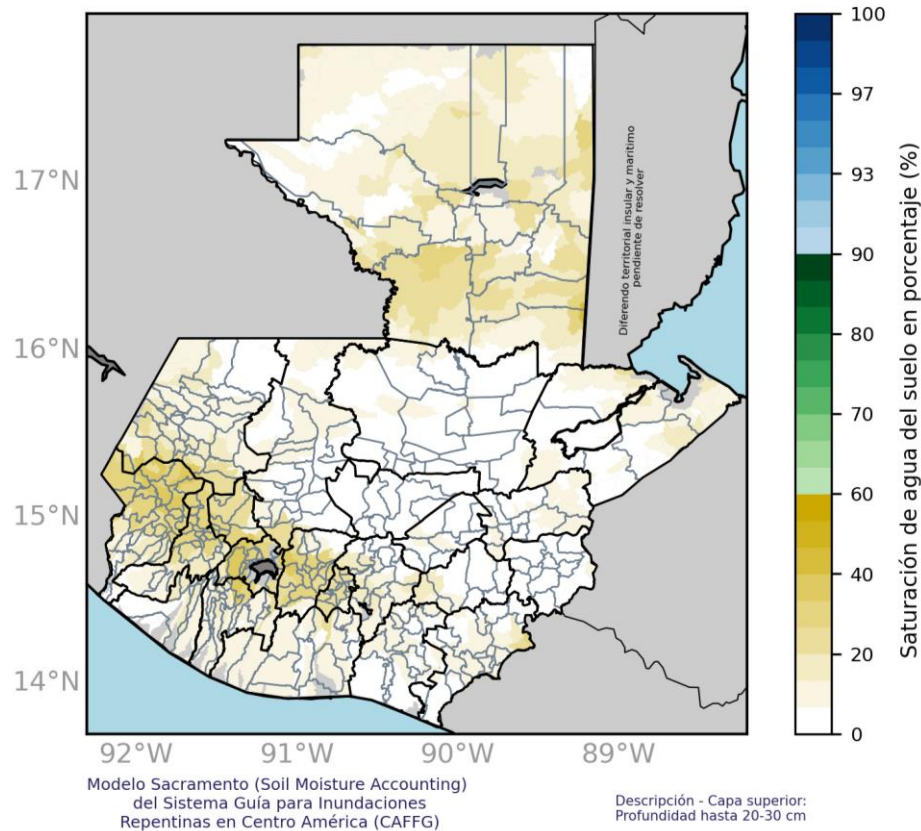 17°N
16°N
15°N
14°N
92°W
91°W
90°W
89°W
Diferendo territorial insular y maritimo
pendiente de resolver
100
97
93
90
80
70
60
40
20
0
Saturación de agua del suelo en porcentaje (%)
Modelo Sacramento (Soil Moisture Accounting)
del Sistema Guía para Inundaciones
Repentinas en Centro América (CAFFG)
Descripción - Capa superior:
Profundidad hasta 20-30 cm